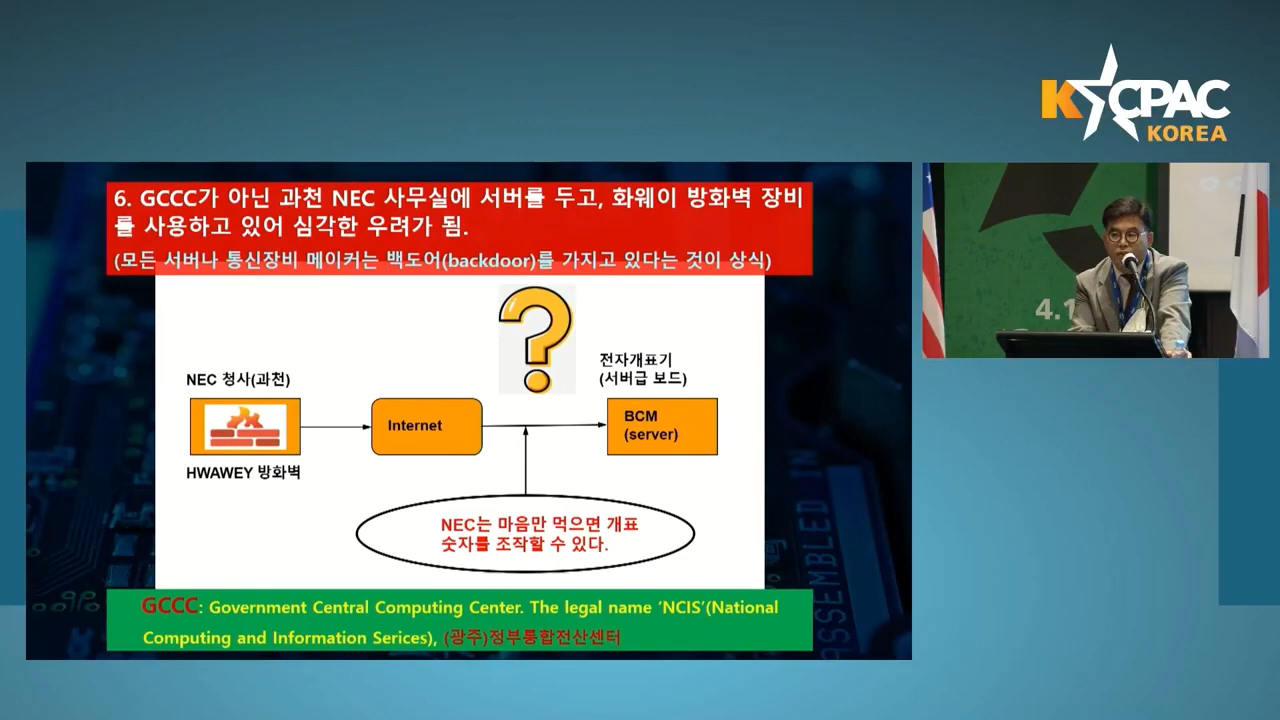 KCPAC
KOREA
6. GCCC가 아닌 과천 NEC 사무실에 서버를 두고, 화웨이 방화벽 장비
를 사용하고 있어 심각한 우려가 됨.
(모든 서버나 통신장비 메이커는 백도어(backdoor)를 가지고 있다는 것이 상식)
NEC 청사(과천)
HWAWEY 방화벽
Internet
전자개표기
(서버급 보드)
BCM
(server)
NEC는 마음만 먹으면 개표
숫자를 조작할 수 있다.
GCCC: Government Central Computing Center. The legal name ‘NCIS’(National
Computing and Information Serices), (광주)정부통합전산센터
ASSEMBLED IN
4.1